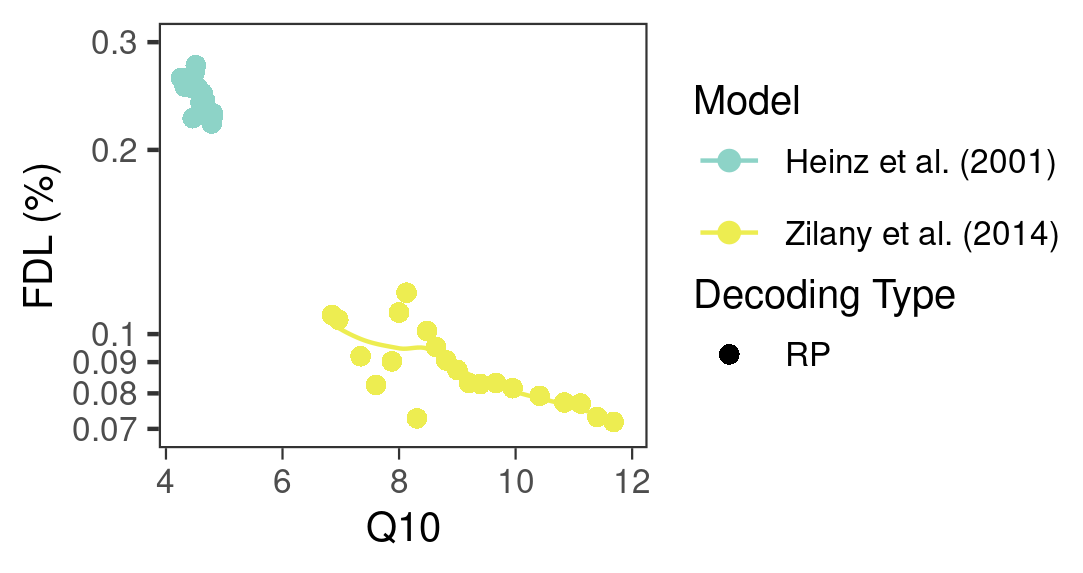 0.3
0.2
0.1
0.09
0.08
0.07
FDL (%)
4 6 8 10 12
Q10
Model
Heinz et al. (2001)
Zilany et al. (2014)
Decoding Type
RP